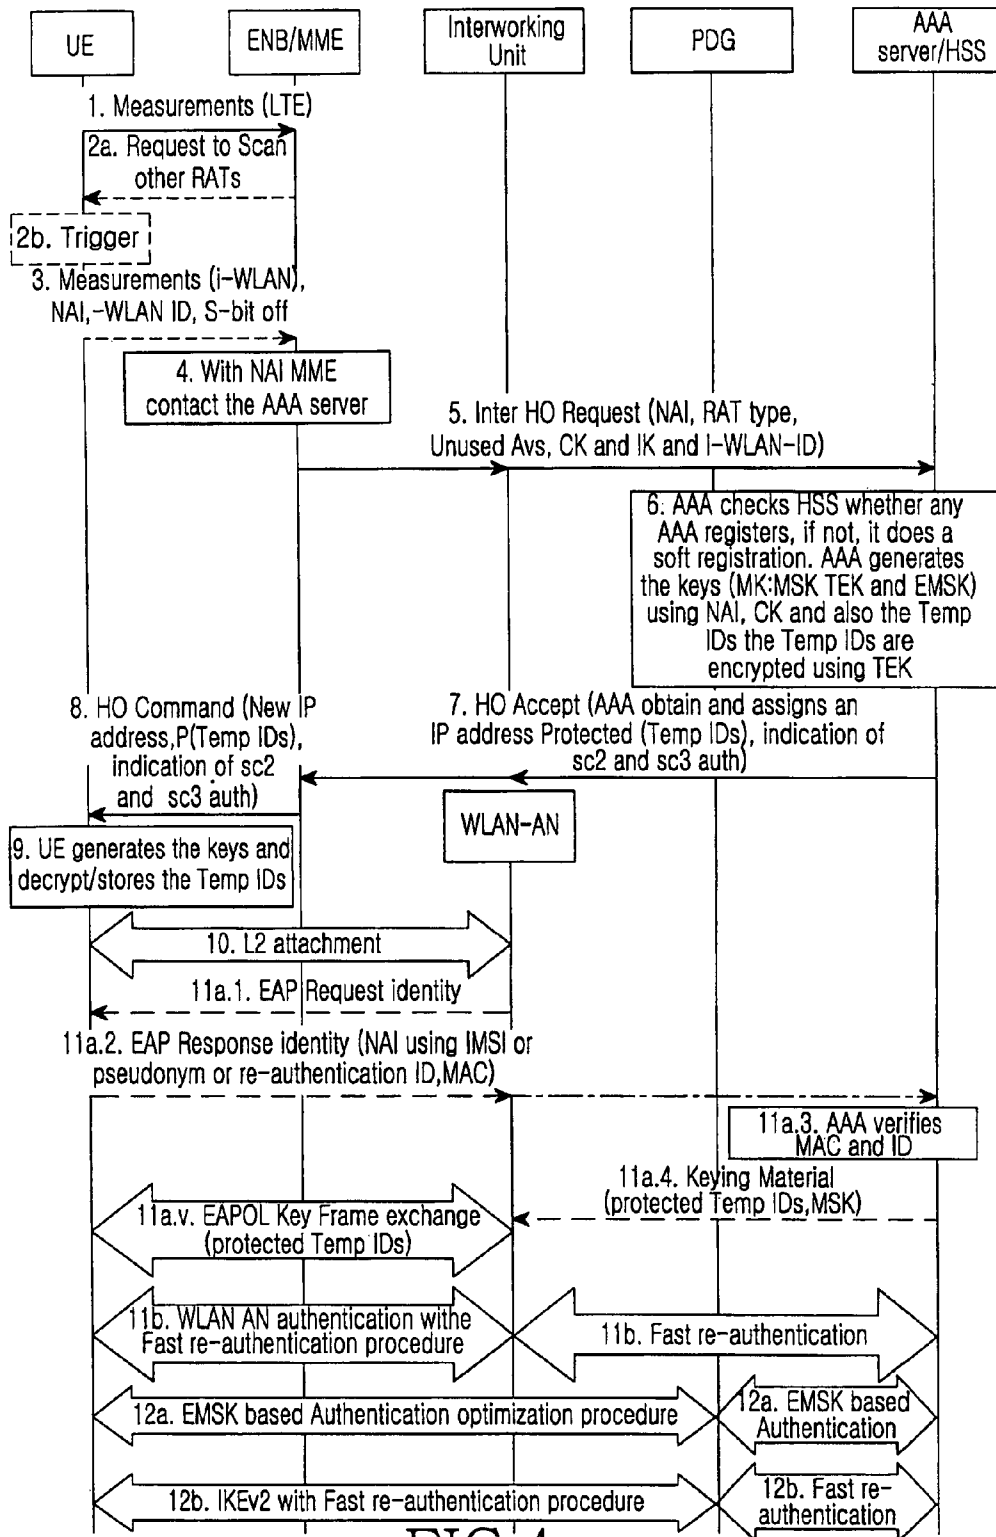 UE
ENB/MME
Interworking
Unit
PDG
AAA
server/HSS
1. Measurements (LTE)
2a. Request to Scan
other RATs
2b. Trigger
3. Measurements (i-WLAN),
NAI,-WLAN ID, S-bit off
4. With NAI MME
contact the AAA server
5. Inter HO Request (NAI, RAT type,
Unused Avs, CK and IK and I-WLAN-ID)
6. AAA checks HSS whether any
AAA registers, if not, it does a
soft registration. AAA generates
the keys (MK:MSK TEK and EMSK)
using NAI, CK and also the Temp
IDs the Temp IDs are
encrypted using TEK
8. HO Command (New IP
address,P(Temp IDs),
indication of sc2
and sc3 auth)
7. HO Accept (AAA obtain and assigns an
IP address Protected (Temp IDs), indication of
sc2 and sc3 auth)
WLAN-AN
9. UE generates the keys and
decrypt/stores the Temp IDs
10. L2 attachment
11a.1. EAP Request identity
11a.2. EAP Response identity (NAI using IMSI or
pseudonym or re-authentication ID,MAC)
11a.3. AAA verifies
MAC and ID
11a.4. Keying Material
(protected Temp IDs,MSK)
11a.v. EAPOL Key Frame exchange
(protected Temp IDs)
11b. WLAN AN authentication withe
Fast re-authentication procedure
11b. Fast re-authentication
12a. EMSK based Authentication optimization procedure
12a. EMSK based
Authentication
12b. IKEv2 with Fast re-authentication procedure
12b. Fast re-
authentication